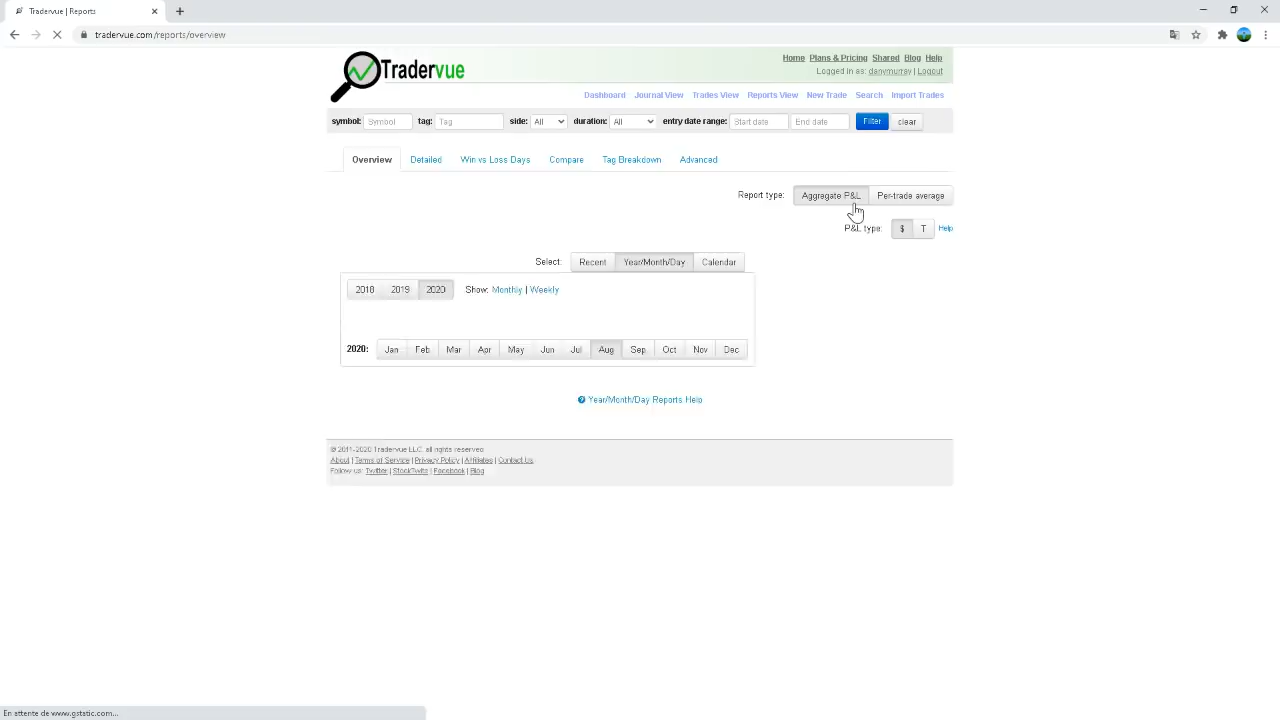 Tradervue | Reports
tradervue.com/reports/overview
Tradervue
Home Plans & Pricing Shared Blog Help
Logged in as: danymurray | Logout
Dashboard Journal View Trades View Reports View New Trade Search Import Trades
symbol: Symbol tag: Tag side: All duration: All entry date range: Start date End date Filter clear
Overview Detailed Win vs Loss Days Compare Tag Breakdown Advanced
Report type: Aggregate P&L Per-trade average
P&L type: $ T Help
Select: Recent Year/Month/Day Calendar
2018 2019 2020 Show: Monthly | Weekly
2020: Jan Feb Mar Apr May Jun Jul Aug Sep Oct Nov Dec
Year/Month/Day Reports Help
© 2011-2020 Tradervue LLC. all rights reserved
About | Terms of Service | Privacy Policy | Affiliates | Contact Us
Follow us: Twitter | StockTwits | Facebook | Blog
En attente de www.gstatic.com...